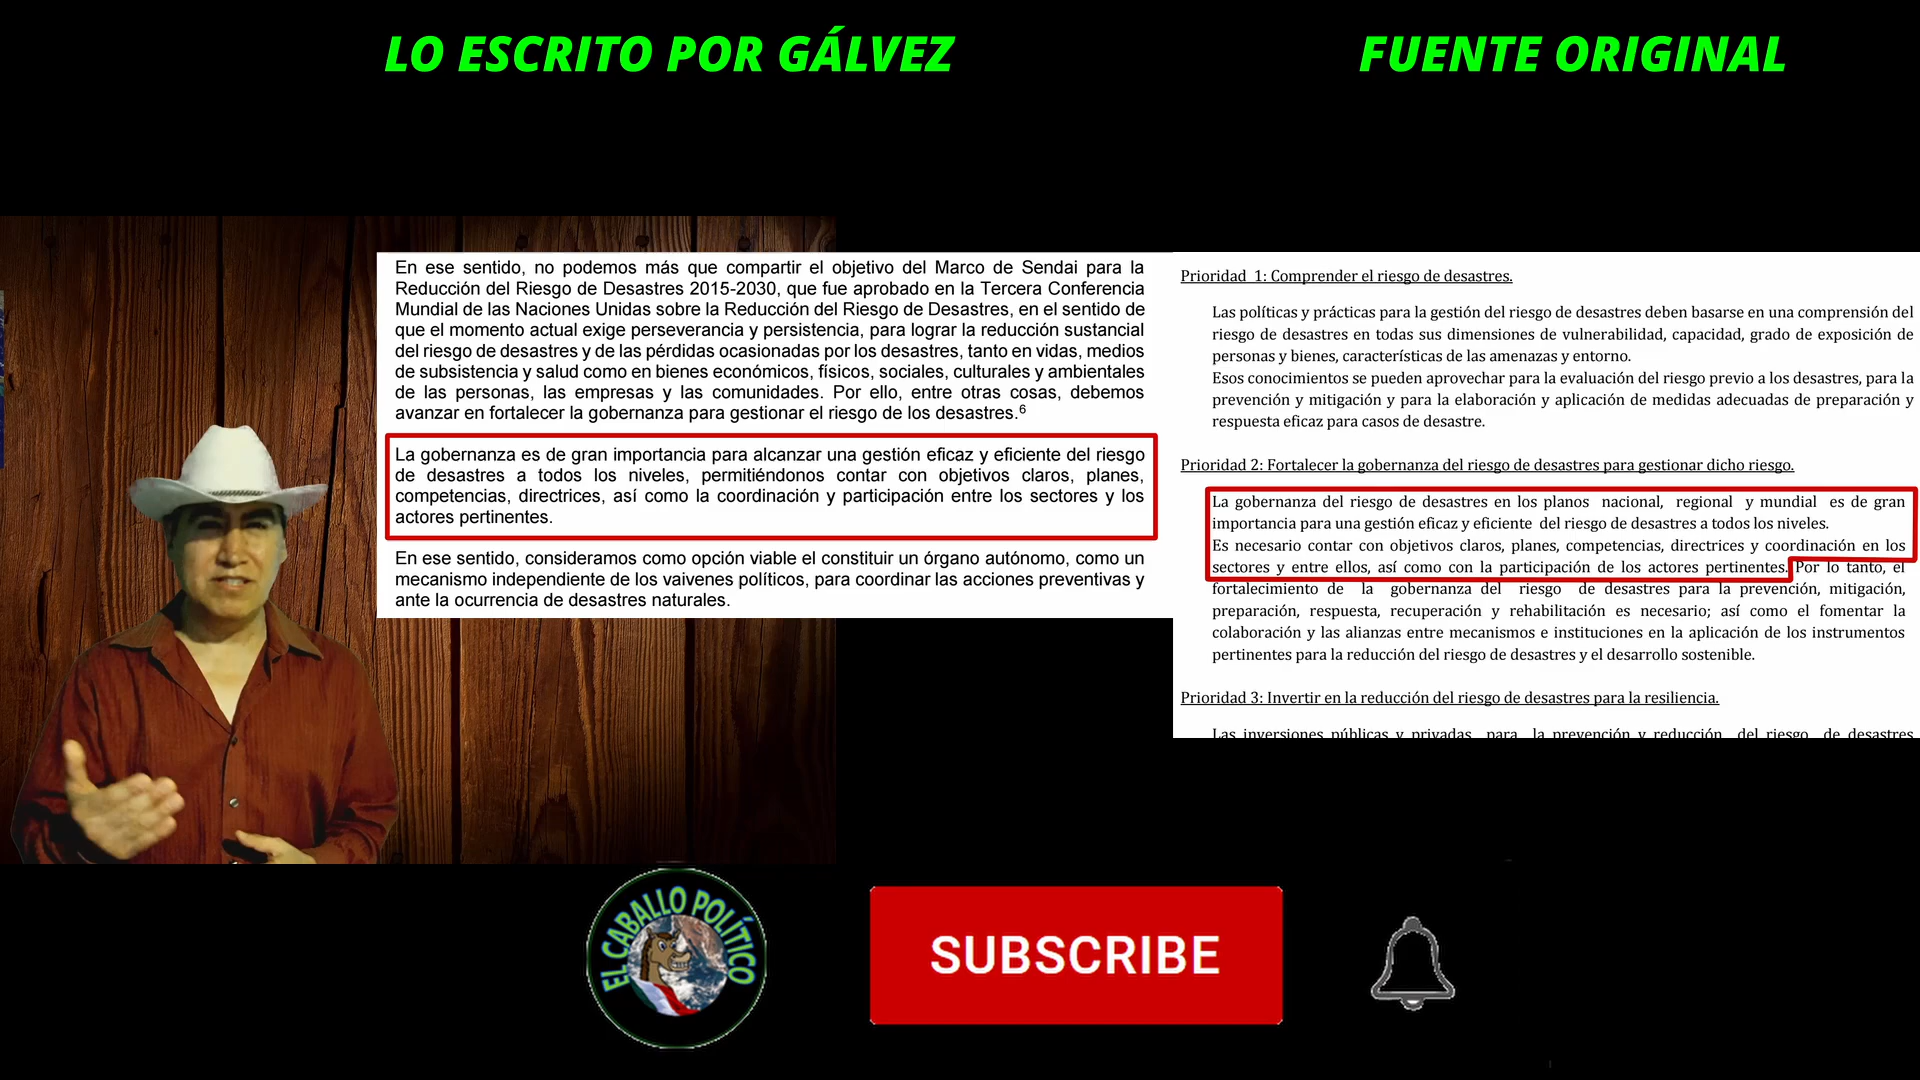 LO ESCRITO POR GÁLVEZ
FUENTE ORIGINAL
En ese sentido, no podemos más que compartir el objetivo del Marco de Sendai para la
Reducción del Riesgo de Desastres 2015-2030, que fue aprobado en la Tercera Conferencia
Mundial de las Naciones Unidas sobre la Reducción del Riesgo de Desastres, en el sentido de
que el momento actual exige perseverancia y persistencia, para lograr la reducción sustancial
del riesgo de desastres y de las pérdidas ocasionadas por los desastres, tanto en vidas, medios
de subsistencia y salud como en bienes económicos, físicos, sociales, culturales y ambientales
de las personas, las empresas y las comunidades. Por ello, entre otras cosas, debemos
avanzar en fortalecer la gobernanza para gestionar el riesgo de los desastres.6
La gobernanza es de gran importancia para alcanzar una gestión eficaz y eficiente del riesgo
de desastres a todos los niveles, permitiéndonos contar con objetivos claros, planes,
competencias, directrices, así como la coordinación y participación entre los sectores y los
actores pertinentes.
En ese sentido, consideramos como opción viable el constituir un órgano autónomo, como un
mecanismo independiente de los vaivenes políticos, para coordinar las acciones preventivas y
ante la ocurrencia de desastres naturales.
Prioridad 1: Comprender el riesgo de desastres.
Las políticas y prácticas para la gestión del riesgo de desastres deben basarse en una comprensión del
riesgo de desastres en todas sus dimensiones de vulnerabilidad, capacidad, grado de exposición de
personas y bienes, características de las amenazas y entorno.
Esos conocimientos se pueden aprovechar para la evaluación del riesgo previo a los desastres, para la
prevención y mitigación y para la elaboración y aplicación de medidas adecuadas de preparación y
respuesta eficaz para casos de desastre.
Prioridad 2: Fortalecer la gobernanza del riesgo de desastres para gestionar dicho riesgo.
La gobernanza del riesgo de desastres en los planos nacional, regional y mundial es de gran
importancia para una gestión eficaz y eficiente del riesgo de desastres a todos los niveles.
Es necesario contar con objetivos claros, planes, competencias, directrices y coordinación en los
sectores y entre ellos, así como con la participación de los actores pertinentes. Por lo tanto, el
fortalecimiento de la gobernanza del riesgo de desastres para la prevención, mitigación,
preparación, respuesta, recuperación y rehabilitación es necesario; así como el fomentar la
colaboración y las alianzas entre mecanismos e instituciones en la aplicación de los instrumentos
pertinentes para la reducción del riesgo de desastres y el desarrollo sostenible.
Prioridad 3: Invertir en la reducción del riesgo de desastres para la resiliencia.
Las inversiones públicas y privadas para la prevención y reducción del riesgo de desastres
EL CABALLO POLÍTICO
SUBSCRIBE